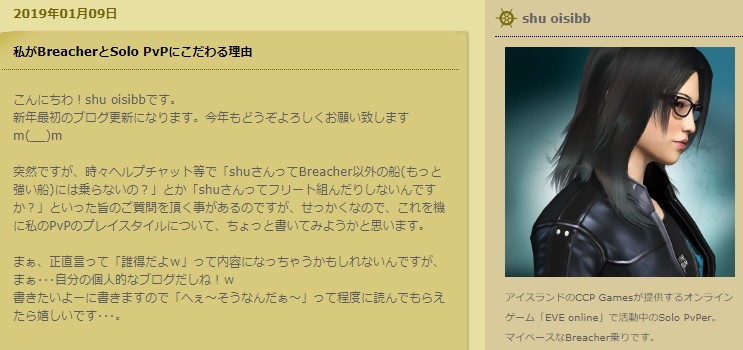 2019年01月09日
私がBreacherとSolo PvPにこだわる理由
こんにちわ！shu oisibbです。
新年最初のブログ更新になります。今年もどうぞよろしくお願い致します
m(__)m
突然ですが、時々ヘルプチャット等で「shuさんってBreacher以外の船(もっと
強い船)には乗らないの？」とか「shuさんってフリート組んだりしないんです
か？」といった旨のご質問を頂く事があるのですが、せっかくなので、これを機
に私のPvPのプレイスタイルについて、ちょっと書いてみようかと思います。
まぁ、正直言って「誰得だよｗ」って内容になっちゃうかもしれないんですが、
まぁ･･･自分の個人的なブログだしね！ｗ
書きたいよーに書きますので「へぇ～そうなんだぁ～」って程度に読んでもらえ
たら嬉しいです･･･。
shu oisibb
アイスランドのCCP Gamesが提供するオンライン
ゲーム「EVE online」で活動中のSolo PvPer。
マイペースなBreacher乗りです。